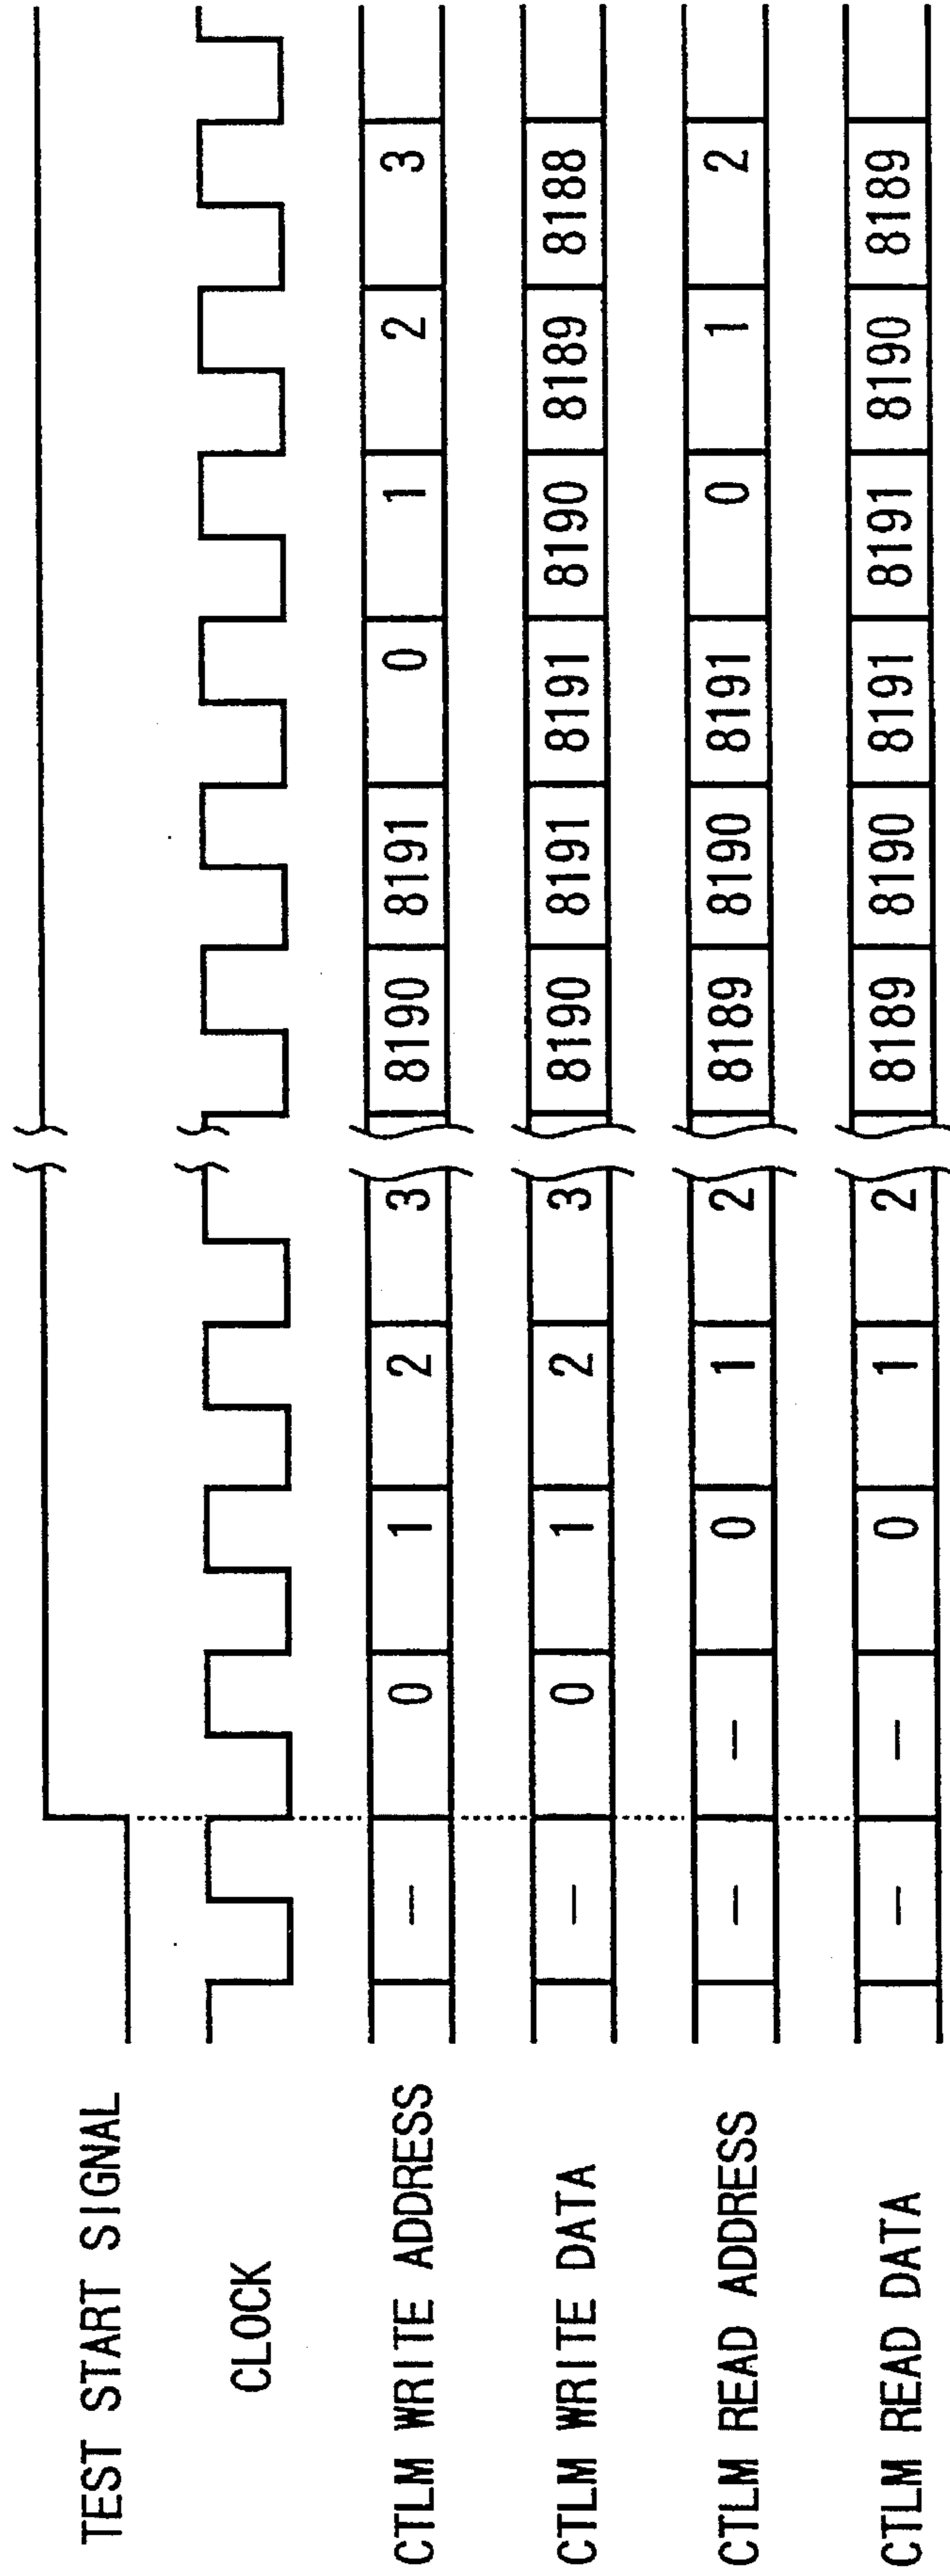 TEST START SIGNAL
CLOCK
CTLM WRITE ADDRESS – 0 1 2 3 8190 8191 0 1 2 3
CTLM WRITE DATA – 0 1 2 3 8190 8191 8191 8190 8189 8188
CTLM READ ADDRESS – – 0 1 2 8189 8190 8191 0 1 2
CTLM READ DATA – – 0 1 2 8189 8190 8191 8191 8190 8189